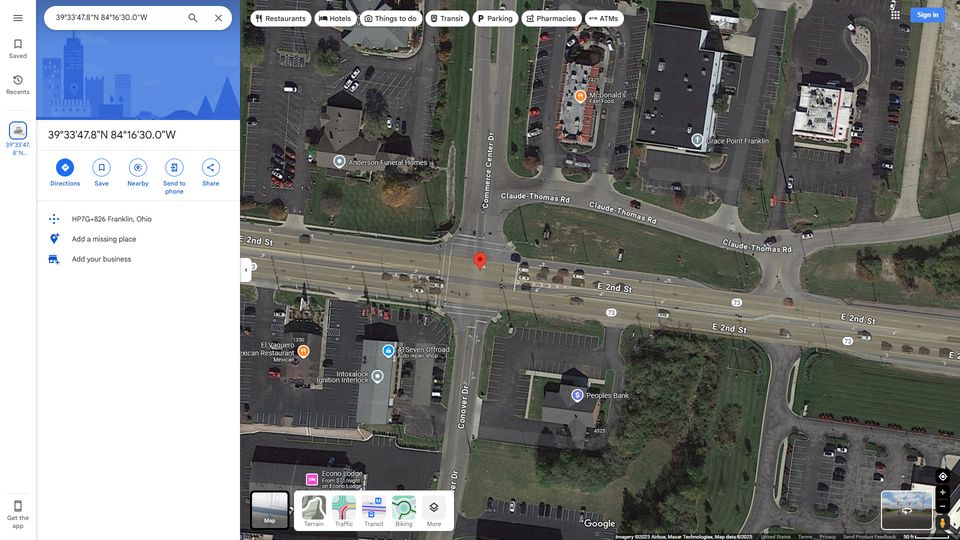 39°33'47.8"N 84°16'30.0"W
Restaurants
Hotels
Things to do
Transit
Parking
Pharmacies
ATMs
Sign in
Saved
Recents
39°33'47.
8"N...
Get the
app
39°33'47.8"N 84°16'30.0"W
Directions
Save
Nearby
Send to
phone
Share
HP7G+826 Franklin, Ohio
Add a missing place
Add your business
McDonald's
Fast Food
Grace Point Franklin
Anderson Funeral Homes
Commerce Center Dr
Claude-Thomas Rd
Claude-Thomas Rd
Claude-Thomas Rd
E 2nd St
E 2nd St
E 2nd St
E 2nd St
E 2
73
73
73
3
El Vaquero
exican Restaurant
Mexican
1350
417Seven Offroad
Auto repair shop
Intoxalock
Ignition Interlock
Conover Dr
er Dr
Peoples Bank
4325
Econo Lodge
From $77/night
on Econo Lodge
Map
Terrain
Traffic
Transit
Biking
More
Google
Imagery ©2025 Airbus, Maxar Technologies, Map data ©2025
United States
Terms
Privacy
Send Product Feedback
50 ft